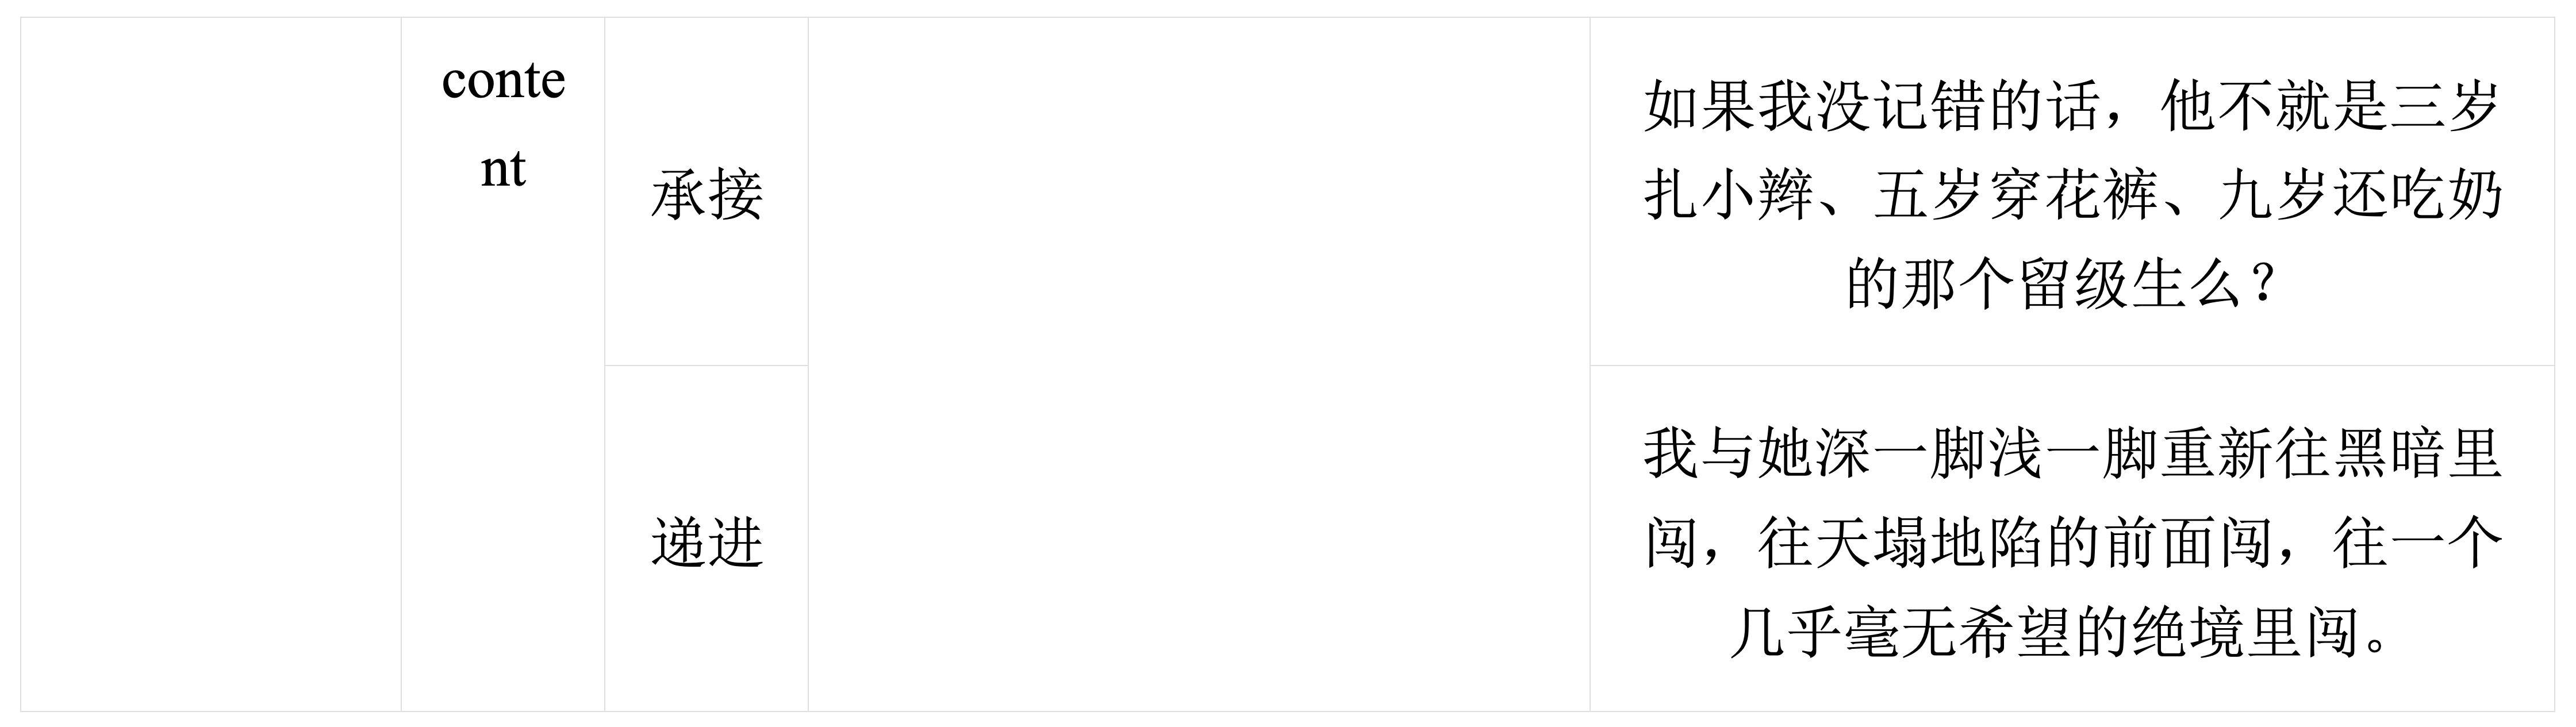 conte
nt
承接
如果我没记错的话，他不就是三岁
扎小辫、五岁穿花裤、九岁还吃奶
的那个留级生么？
递进
我与她深一脚浅一脚重新往黑暗里
闯，往天塌地陷的前面闯，往一个
几乎毫无希望的绝境里闯。